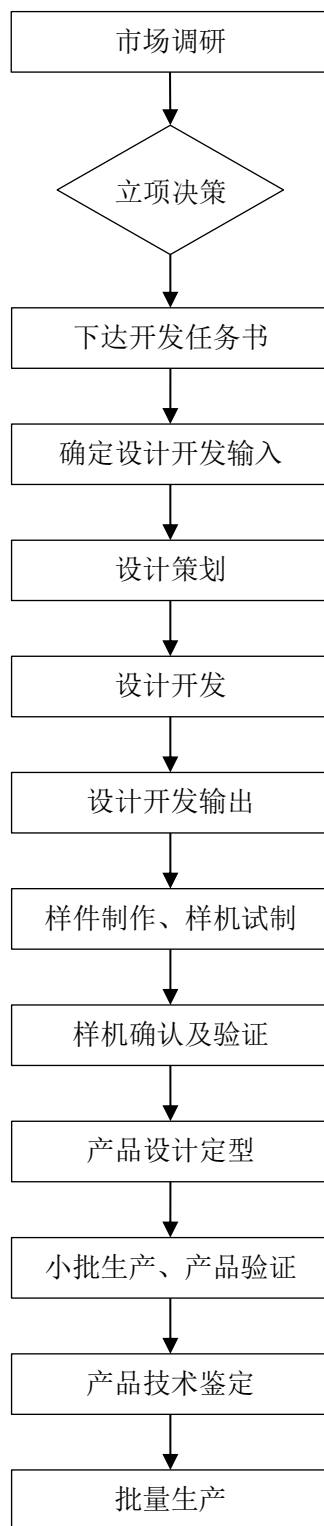 市场调研
立项决策
下达开发任务书
确定设计开发输入
设计策划
设计开发
设计开发输出
样件制作、样机试制
样机确认及验证
产品设计定型
小批生产、产品验证
产品技术鉴定
批量生产